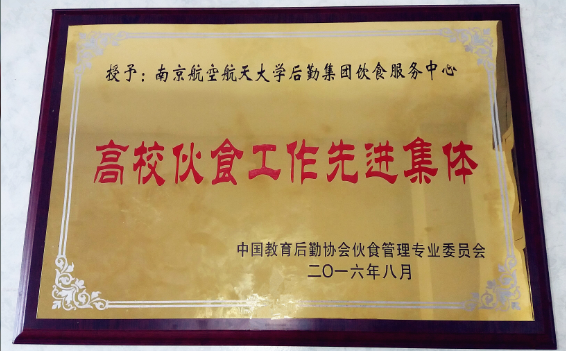 授予：南京航空航天大学后勤集团饮食服务中心
高校伙食工作先进集体
中国教育后勤协会伙食管理专业委员会
二〇一六年八月